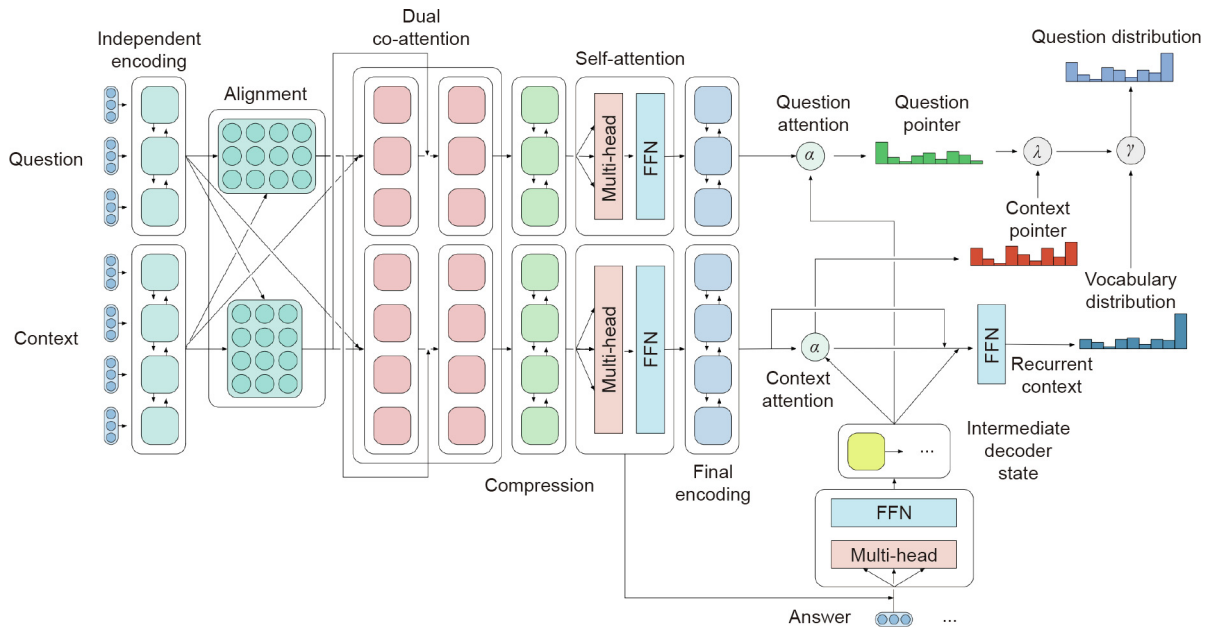 Dual
co-attention
Independent
encoding
Alignment
Self-attention
Question distribution
Question
attention
Question
pointer
Question
Multi-head
FFN
α
λ
γ
Context
pointer
Vocabulary
distribution
Context
Multi-head
FFN
α
FFN
Context
attention
Recurrent
context
Compression
Final
encoding
...
Intermediate
decoder
state
FFN
Multi-head
Answer
...